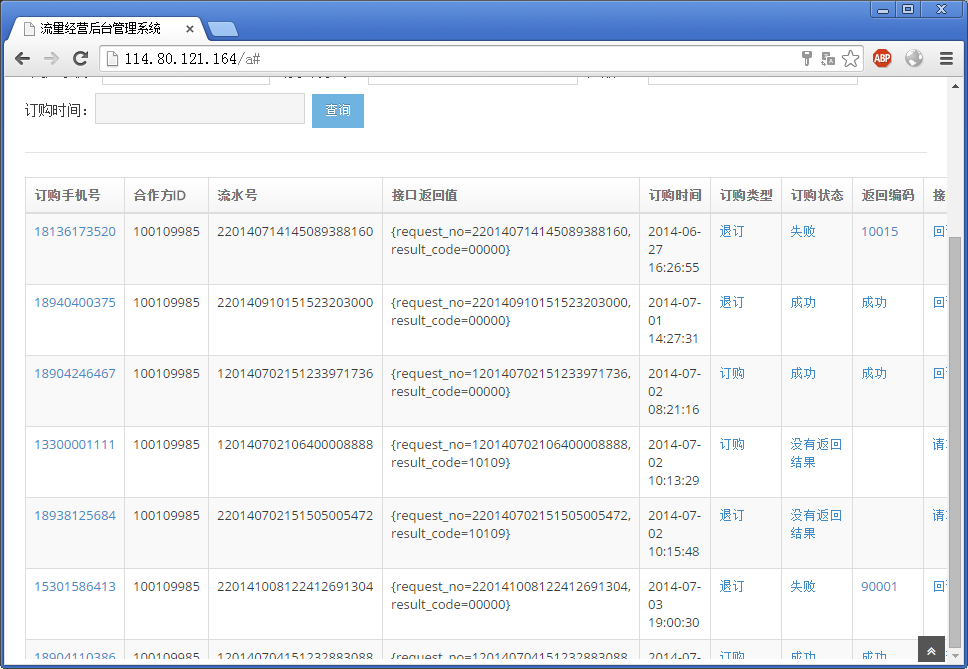 流量经营后台管理系统
114.80.121.164/a#
ABP
订购时间：
查询
订购手机号 合作方ID 流水号 接口返回值 订购时间 订购类型 订购状态 返回编码 接
18136173520 100109985 220140714145089388160 {request_no=220140714145089388160, 2014-06- 退订 失败 10015 回
result_code=00000} 27
16:26:55
18940400375 100109985 220140910151523203000 {request_no=220140910151523203000, 2014-07- 退订 成功 成功 回
result_code=00000} 01
14:27:31
18904246467 100109985 120140702151233971736 {request_no=120140702151233971736, 2014-07- 订购 成功 成功 回
result_code=00000} 02
08:21:16
13300001111 100109985 120140702106400008888 {request_no=120140702106400008888, 2014-07- 订购 没有返回 请
result_code=10109} 02 结果
10:13:29
18938125684 100109985 220140702151505005472 {request_no=220140702151505005472, 2014-07- 退订 没有返回 请
result_code=10109} 02 结果
10:15:48
15301586413 100109985 220141008122412691304 {request_no=220141008122412691304, 2014-07- 退订 失败 90001 回
result_code=00000} 03
19:00:30
18904110386 100109985 120140704151232883088 {request_no=120140704151232883088, 2014-07- 订购 成功 成功 回